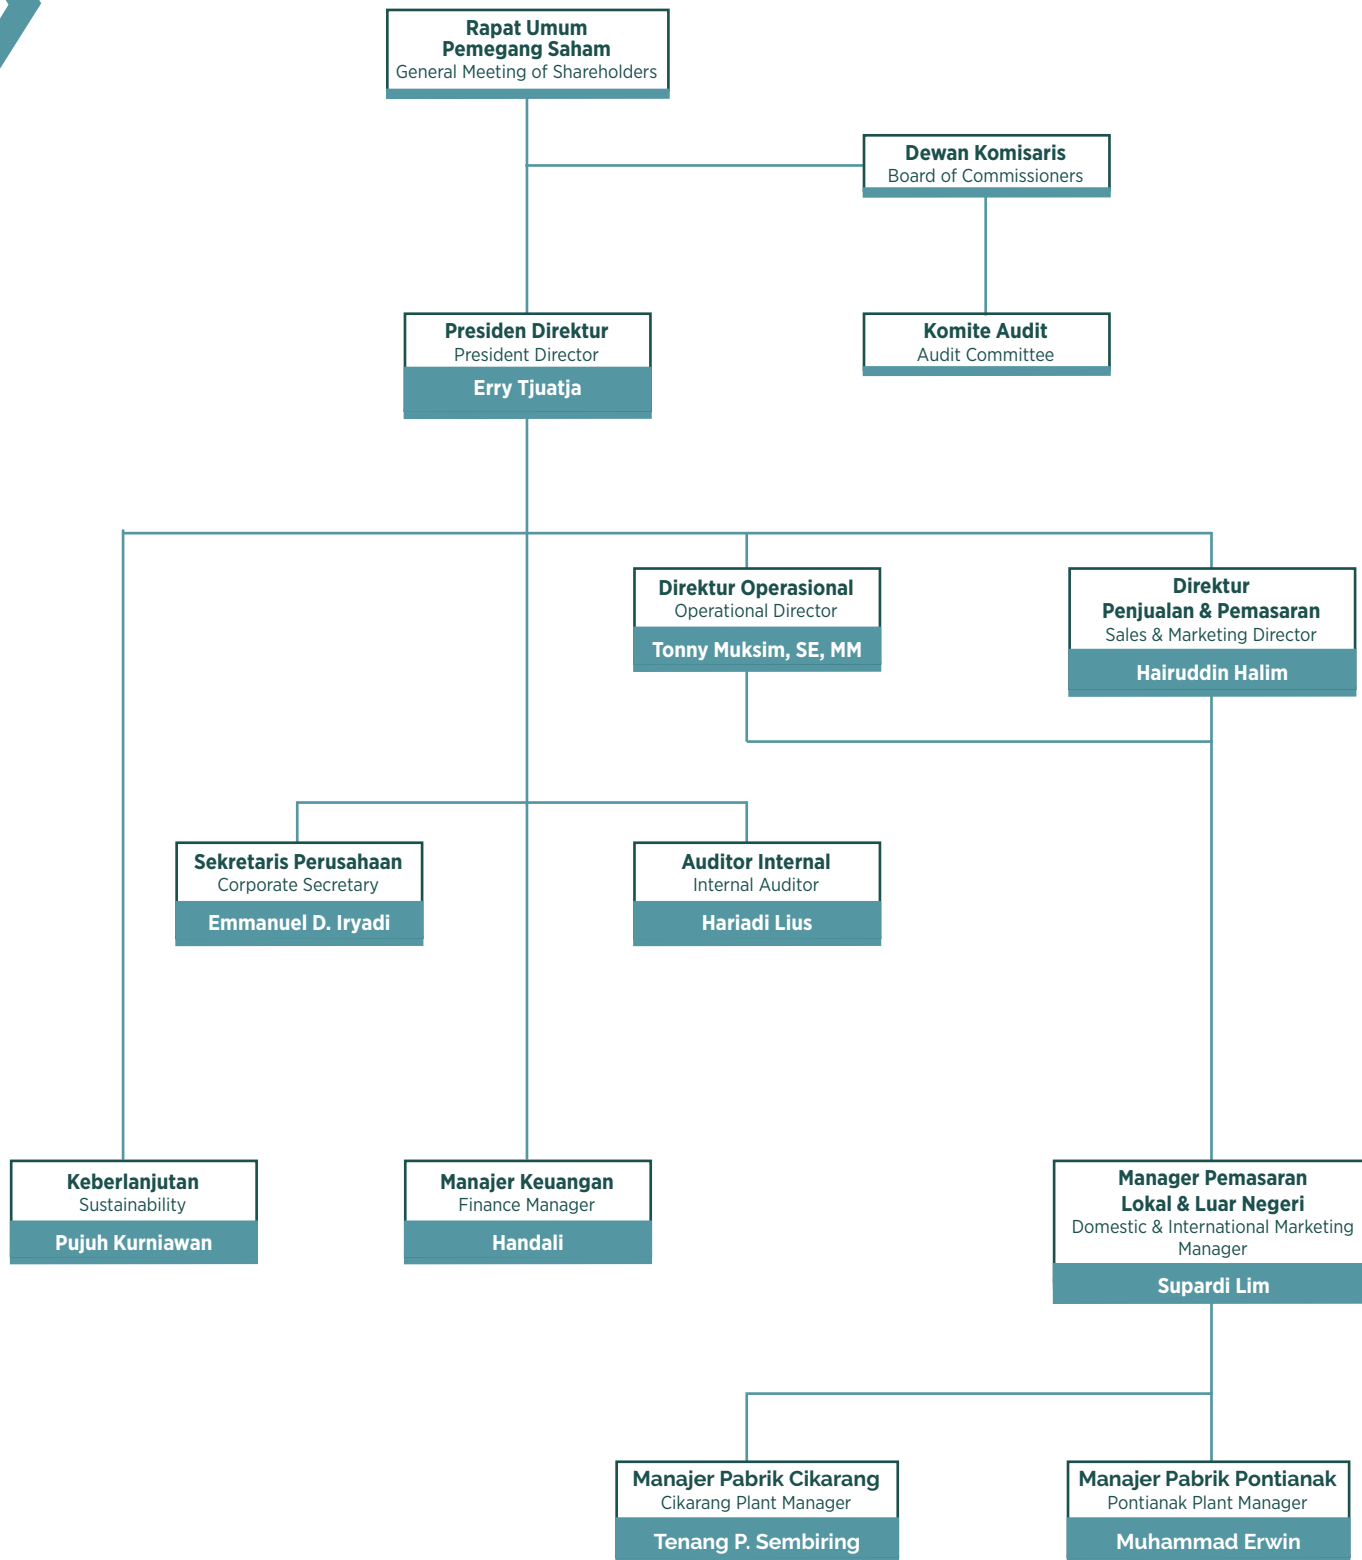 Rapat Umum
Pemegang Saham
General Meeting of Shareholders
Dewan Komisaris
Board of Commissioners
Presiden Direktur
President Director
Erry Tjuatja
Komite Audit
Audit Committee
Direktur Operasional
Operational Director
Tonny Muksim, SE, MM
Direktur
Penjualan & Pemasaran
Sales & Marketing Director
Hairuddin Halim
Sekretaris Perusahaan
Corporate Secretary
Emmanuel D. Iryadi
Auditor Internal
Internal Auditor
Hariadi Lius
Keberlanjutan
Sustainability
Pujuh Kurniawan
Manajer Keuangan
Finance Manager
Handali
Manager Pemasaran
Lokal & Luar Negeri
Domestic & International Marketing
Manager
Supardi Lim
Manajer Pabrik Cikarang
Cikarang Plant Manager
Tenang P. Sembiring
Manajer Pabrik Pontianak
Pontianak Plant Manager
Muhammad Erwin